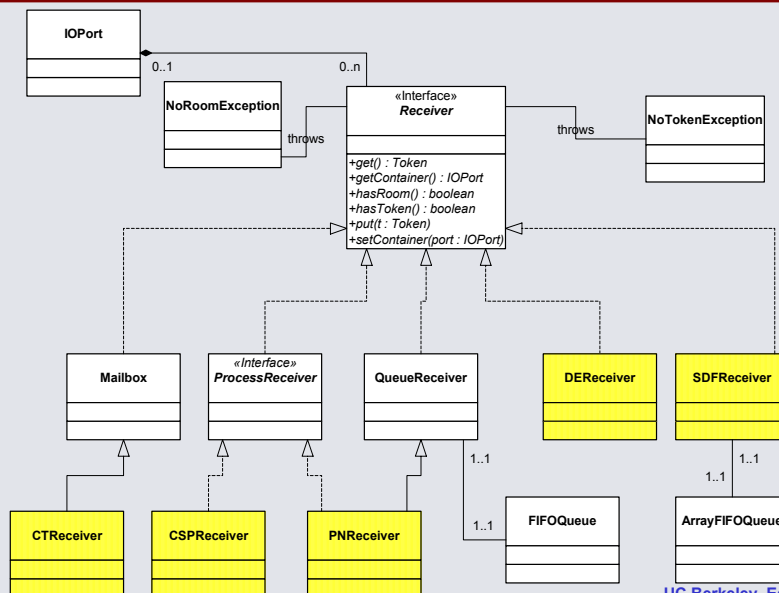 IOPort
0..1
0..n
NoRoomException
throws
«Interface»
Receiver
throws
NoTokenException
+get() : Token
+getContainer() : IOPort
+hasRoom() : boolean
+hasToken() : boolean
+put(t : Token)
+setContainer(port : IOPort)
Mailbox
«Interface»
ProcessReceiver
QueueReceiver
DEReceiver
SDFReceiver
1..1
1..1
1..1
1..1
CTReceiver
CSPReceiver
PNReceiver
FIFOQueue
ArrayFIFOQueue
UC Berkeley, E